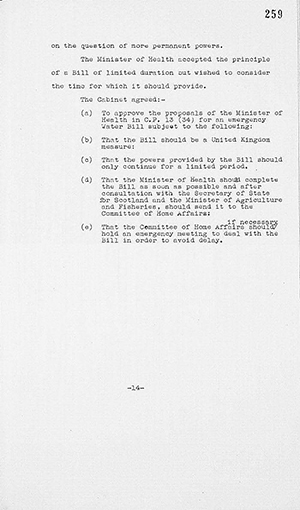 259
on the question of more permanent powers.
The Minister of Health accepted the principle
of a Bill of limited duration but wished to consider
the time for which it should provide.
The Cabinet agreed:-
(a) To approve the proposals of the Minister of
Health in C.P. 13 (34) for an emergency
Water Bill subject to the following:
(b) That the Bill should be a United Kingdom
measure:
(c) That the powers provided by the Bill should
only continue for a limited period.
(d) That the Minister of Health should complete
the Bill as soon as possible and after
consultation with the Secretary of State
for Scotland and the Minister of Agriculture
and Fisheries, should send it to the
Committee of Home Affairs:
if necessary
(e) That the Committee of Home Affairs should/
hold an emergency meeting to deal with the
Bill in order to avoid delay.
-14-